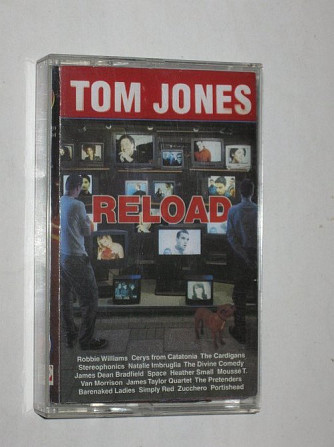 TOM JONES
RELOAD
Robbie Williams Cerys from Catatonia The Cardigans
Stereophonics Natalie Imbruglia The Divine Comedy
James Dean Bradfield Space Heather Small Mousse T.
Van Morrison James Taylor Quartet The Pretenders
Barenaked Ladies Simply Red Zucchero Portishead